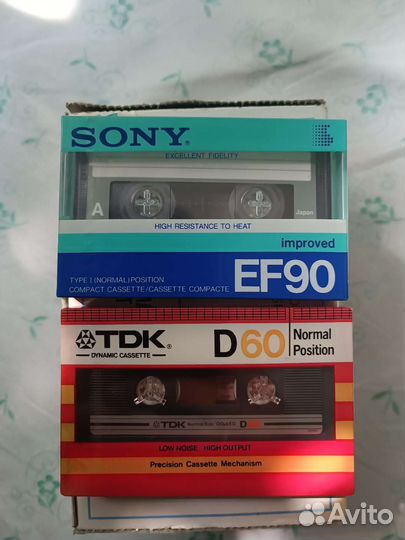 SONY®
EXCELLENT FIDELITY
A
Japan
HIGH RESISTANCE TO HEAT
improved
TYPE I (NORMAL) POSITION
COMPACT CASSETTE/CASSETTE COMPACTE
EF90
TDK®
DYNAMIC CASSETTE
D60
Normal
Position
TDK
D60
LOW NOISE HIGH OUTPUT
Precision Cassette Mechanism
Avito